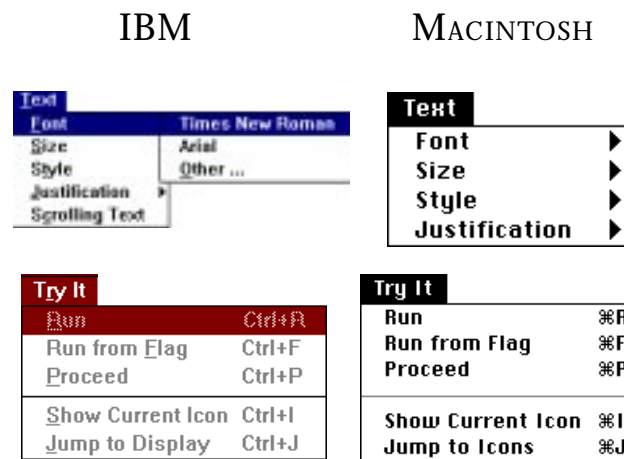 IBM MACINTOSH
Text
Font Times New Roman
Size Arial
Style Other ...
Justification
Scrolling Text
Text
Font
Size
Style
Justification
Try It
Run Ctrl+R
Run from Flag Ctrl+F
Proceed Ctrl+P
Show Current Icon Ctrl+I
Jump to Display Ctrl+J
Try It
Run ⌘R
Run from Flag ⌘F
Proceed ⌘P
Show Current Icon ⌘I
Jump to Icons ⌘J